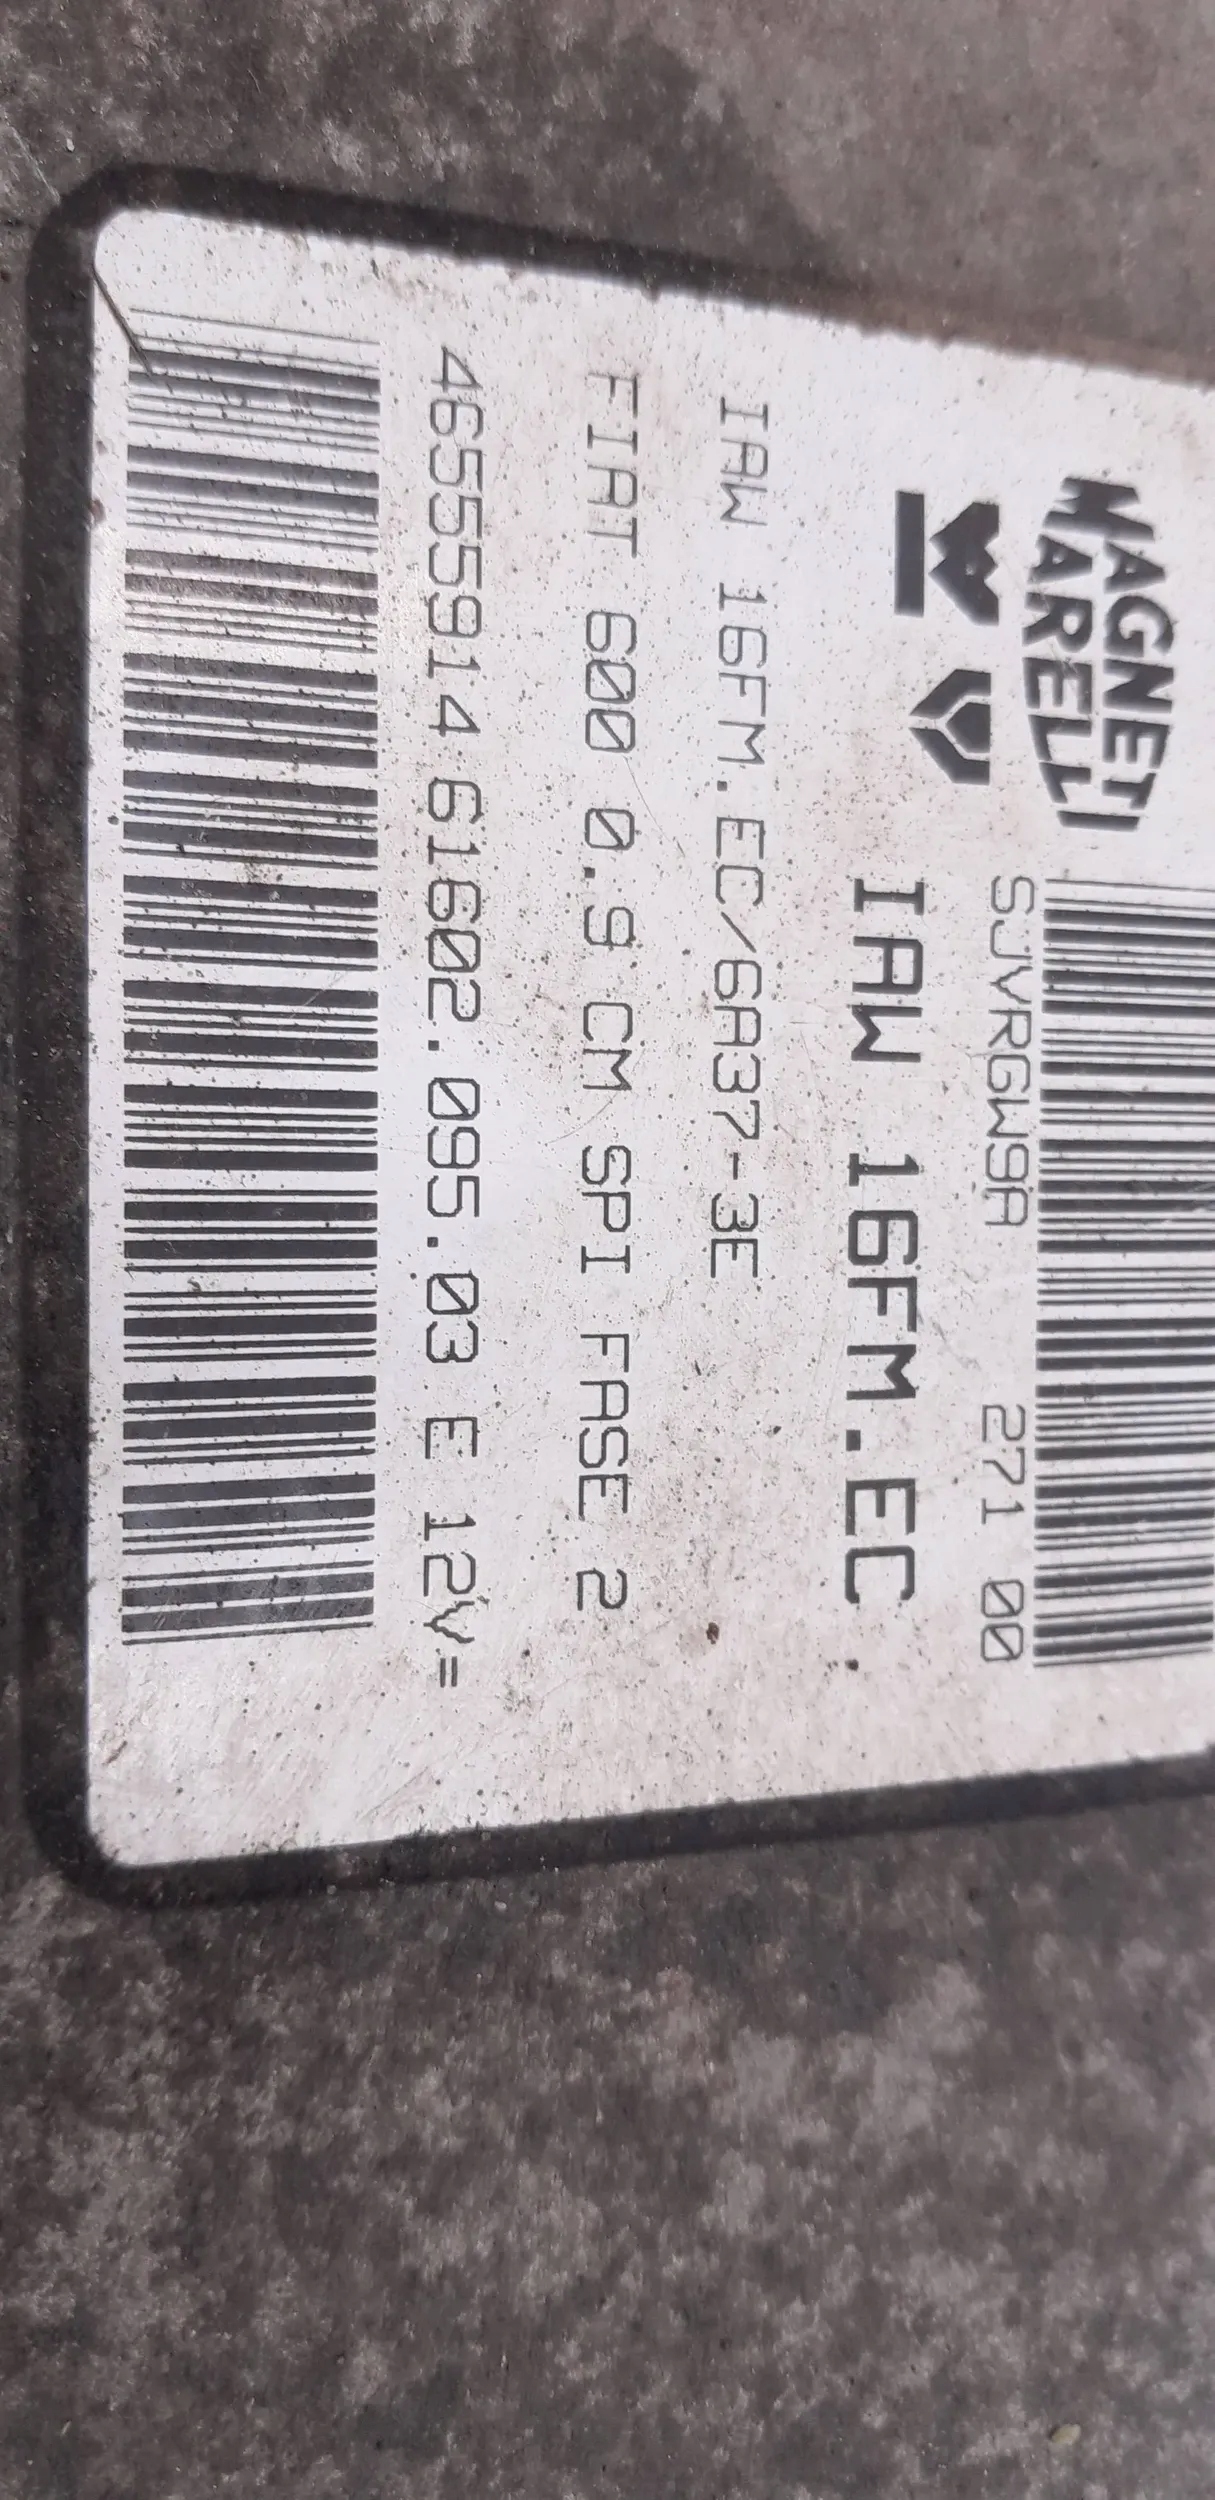 MAGNETI
MARELLI
SJVRGW9A 271 00
IAW 16FM.EC.
IAW 16FM.EC/6A37-3E
FIAT 600 0.9 CM SPI FASE 2
46555914 61602.095.03 E 12V=